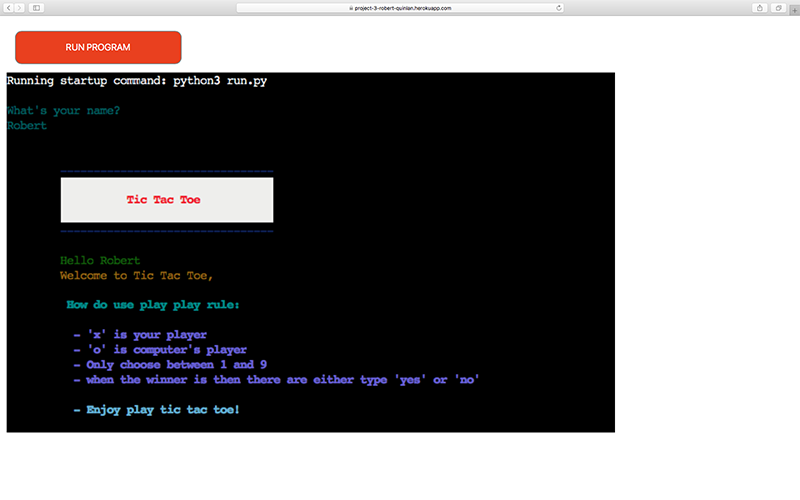 project-3-robert-quinlan.herokuapp.com
RUN PROGRAM
Running startup command: python3 run.py
What's your name?
Robert
Tic Tac Toe
Hello Robert
Welcome to Tic Tac Toe,
How do use play play rule:
- 'x' is your player
- 'o' is computer's player
- Only choose between 1 and 9
- when the winner is then there are either type 'yes' or 'no'
- Enjoy play tic tac toe!